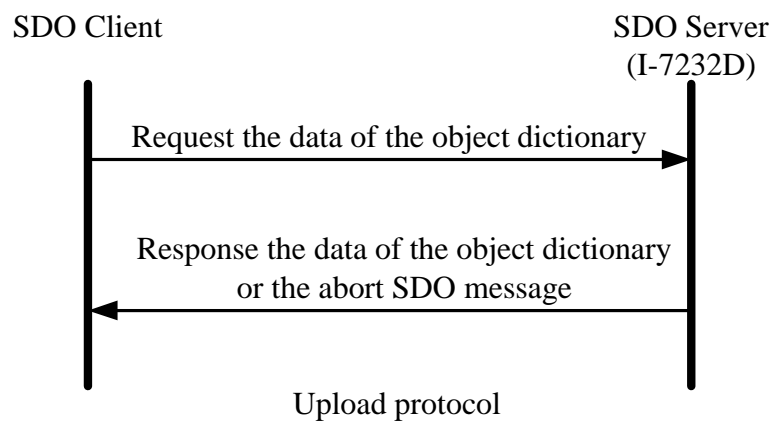 SDO Client
SDO Server
(I-7232D)
Request the data of the object dictionary
Response the data of the object dictionary
or the abort SDO message
Upload protocol